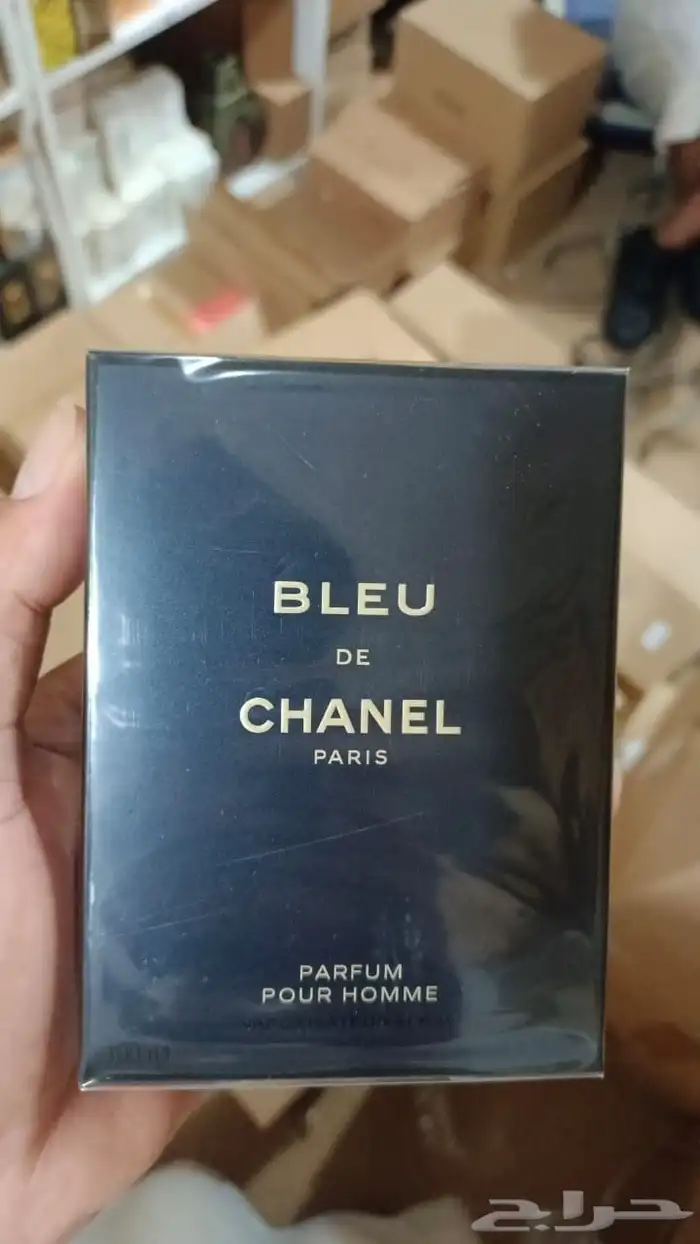 BLEU
DE
CHANEL
PARIS
PARFUM
POUR HOMME
حراج